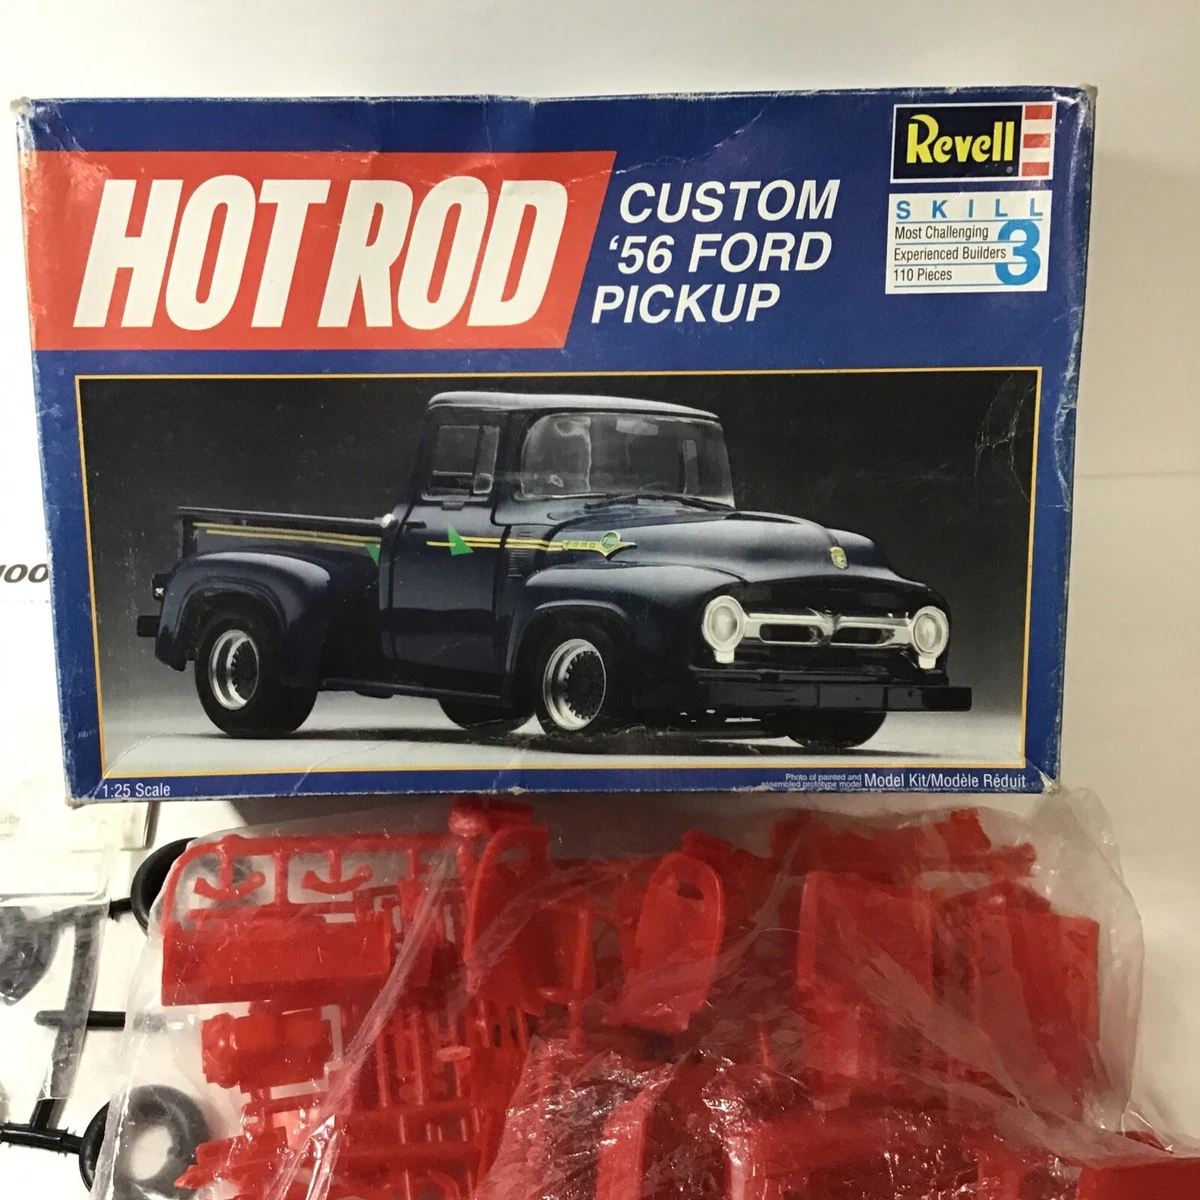 HOT ROD
CUSTOM
‘56 FORD
PICKUP
Revell
SKILL
3
Most Challenging
Experienced Builders
110 Pieces
FORD
1:25 Scale
Photo of painted and
assembled prototype model
Model Kit/Modèle Réduit